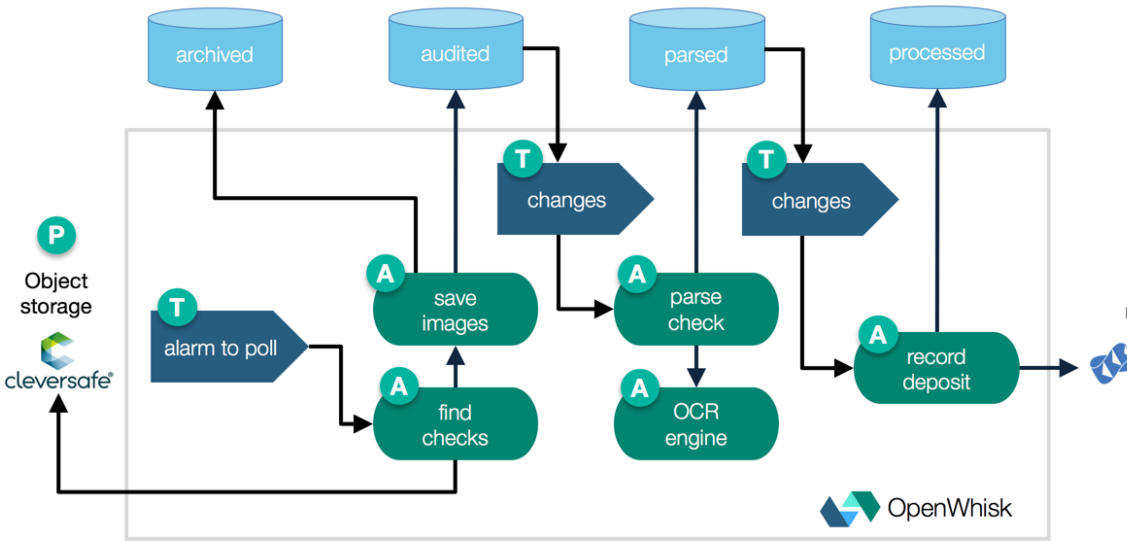 archived
audited
parsed
processed
T
changes
T
changes
P
Object
storage
cleversafe®
T
alarm to poll
A
save
images
A
parse
check
A
record
deposit
A
find
checks
A
OCR
engine
OpenWhisk